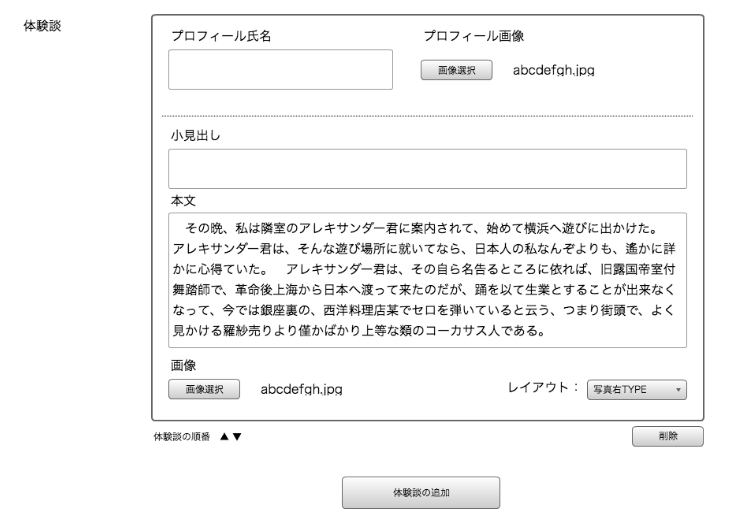 体験談
プロフィール氏名
プロフィール画像
画像選択 abcdefgh.jpg
小見出し
本文
その晩、私は隣室のアレキサンダー君に案内されて、始めて横浜へ遊びに出かけた。
アレキサンダー君は、そんな遊び場所に就いてなら、日本人の私なんぞよりも、遙かに詳
かに心得ていた。 アレキサンダー君は、その自ら名告るところに依れば、旧露国帝室付
舞踏師で、革命後上海から日本へ渡って来たのだが、踊を以て生業とすることが出来なく
なって、今では銀座裏の、西洋料理店某でセロを弾いていると云う、つまり街頭で、よく
見かける羅紗売りより僅かばかり上等な類のコーカサス人である。
画像
画像選択 abcdefgh.jpg レイアウト： 写真右TYPE
体験談の順番 ▲▼ 削除
体験談の追加